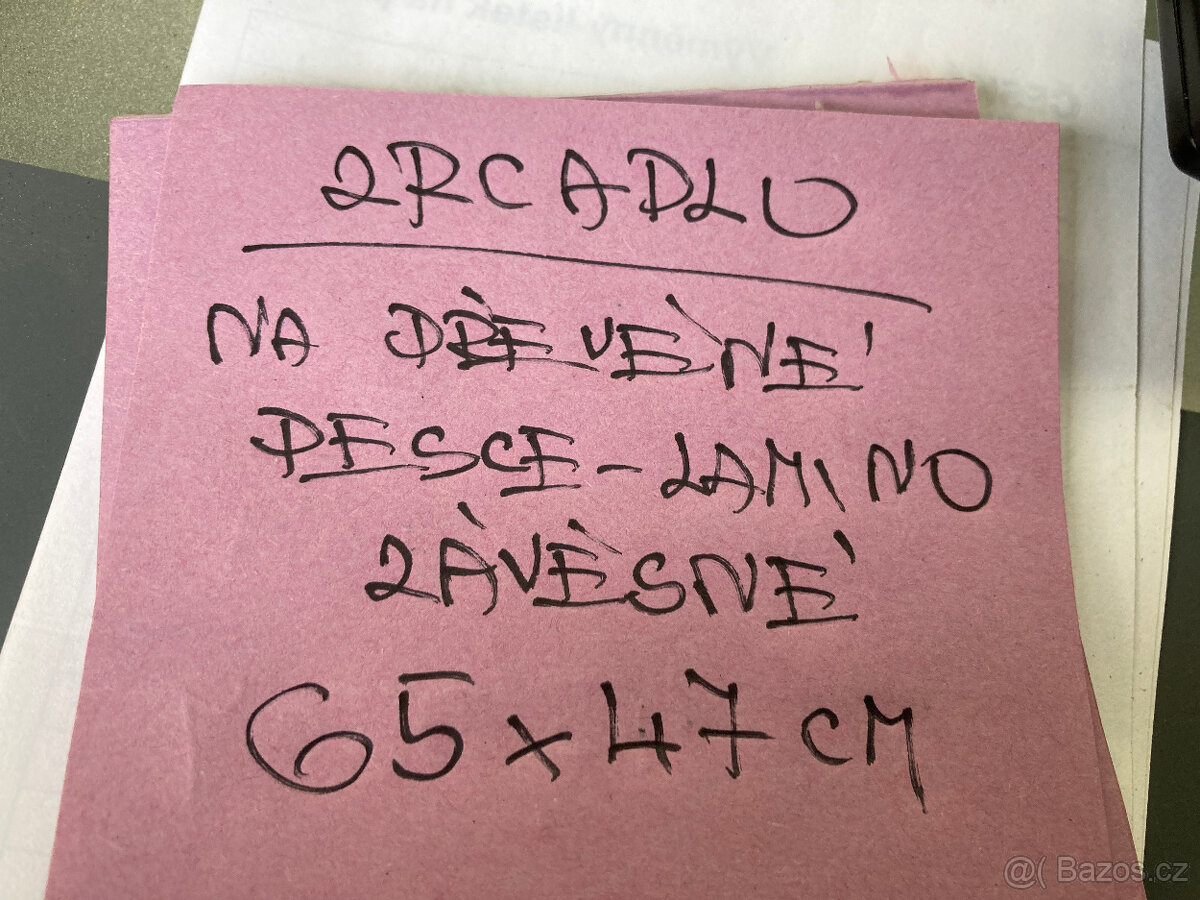 ZRCADLO
NA DŘEVĚNÉ
DESCE - LAMINO
ZÁVĚSNÉ
65 x 47 CM
@( Bazos.cz